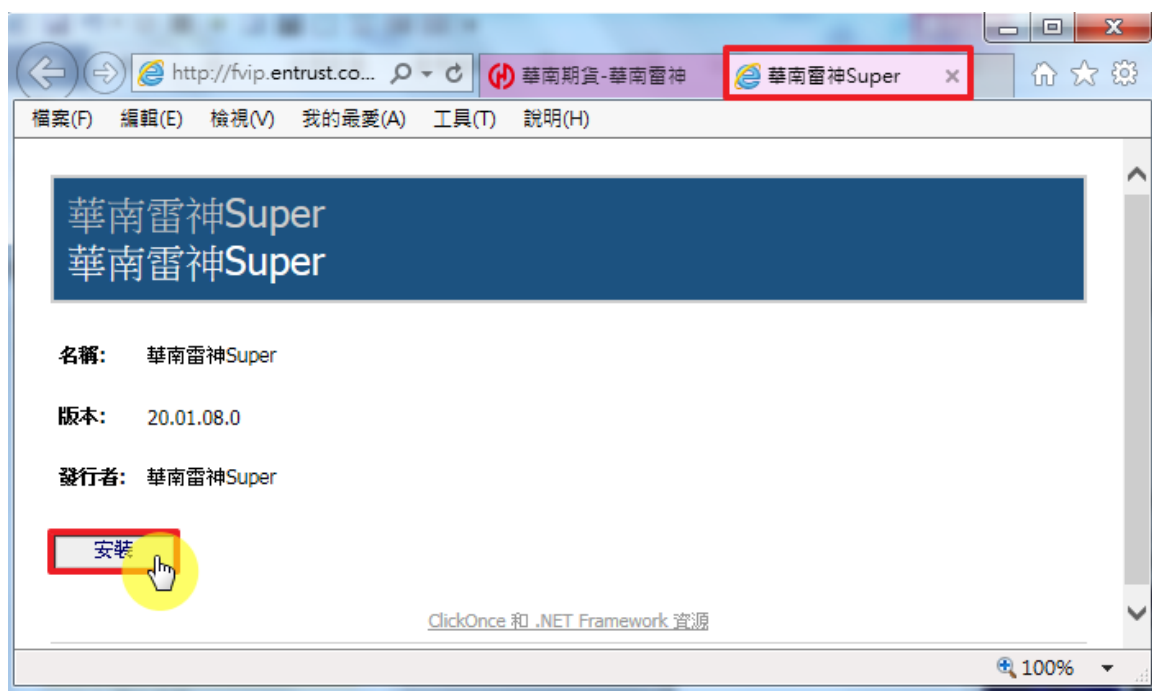 http://fvip.entrust.co...
華南期貨-華南雷神
華南雷神Super
檔案(F) 編輯(E) 檢視(V) 我的最愛(A) 工具(T) 說明(H)
華南雷神Super
華南雷神Super
名稱: 華南雷神Super
版本: 20.01.08.0
發行者: 華南雷神Super
安裝
ClickOnce 和 .NET Framework 資源
100%